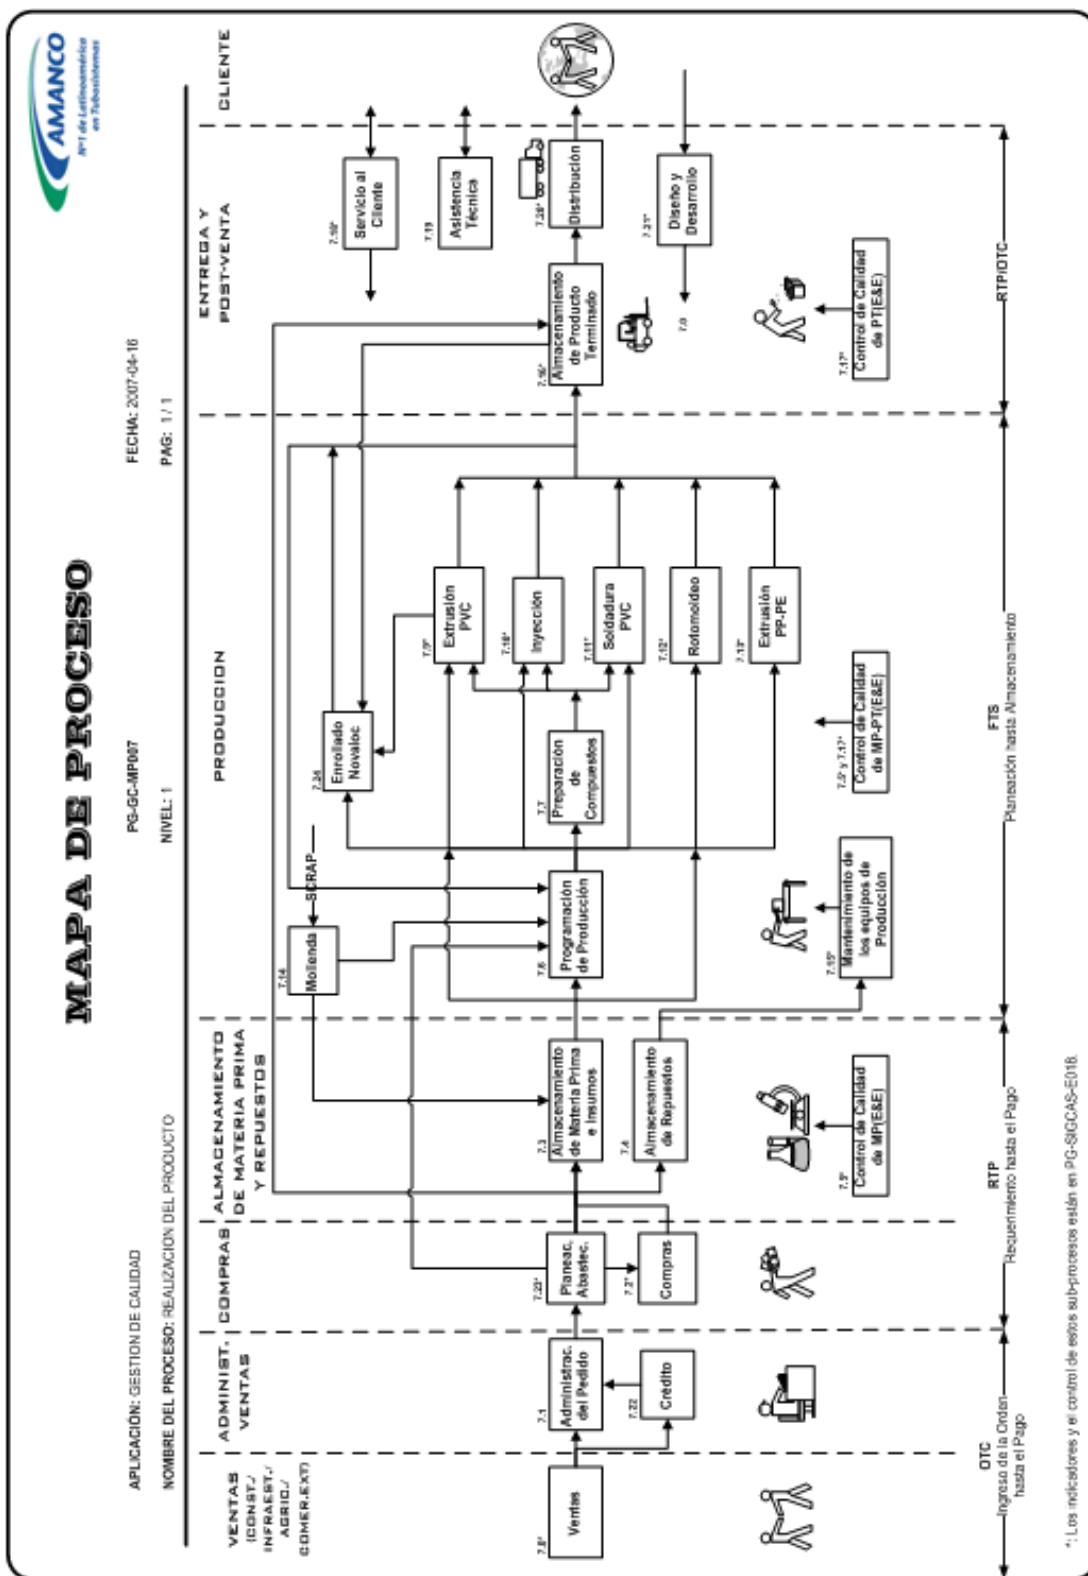 AMANCO
Nº1 de Latinoamérica
en Tubosistemas
MAPA DE PROCESO
APLICACIÓN: GESTION DE CALIDAD
PG-GC-MP007
FECHA: 2007-04-16
NOMBRE DEL PROCESO: REALIZACION DEL PRODUCTO
NIVEL: 1
PAG: 1 / 1
VENTAS
(CONST./
INFRAEST./
AGRIC./
COMER.EXT)
ADMINIST.
VENTAS
COMPRAS
ALMACENAMIENTO
DE MATERIA PRIMA
Y REPUESTOS
PRODUCCION
ENTREGA Y
POST-VENTA
CLIENTE
7.14
Molienda
SCRAP
7.24
Enrollado
Novaloc
7.18*
Servicio al
Cliente
7.19
Asistencia
Técnica
7.8*
Ventas
7.1
Administrac.
del Pedido
7.22
Crédito
7.23*
Planeac.
Abastec.
7.2*
Compras
7.3
Almacenamiento
de Materia Prima
e Insumos
7.4
Almacenamiento
de Repuestos
7.6
Programación
de Producción
7.7
Preparación
de
Compuestos
7.9*
Extrusión
PVC
7.10*
Inyección
7.11*
Soldadura
PVC
7.12*
Rotomoldeo
7.13*
Extrusión
PP-PE
7.16*
Almacenamiento
de Producto
Terminado
7.20*
Distribución
7.21*
Diseño y
Desarrollo
7.8
7.5*
Control de Calidad
de MP(E&E)
7.15*
Mantenimiento de
los equipos de
Producción
7.5* y 7.17*
Control de Calidad
de MP-PT(E&E)
7.17*
Control de Calidad
de PT(E&E)
OTC
Ingreso de la Orden
hasta el Pago
RTP
Requerimiento hasta el Pago
FTS
Planeación hasta Almacenamiento
RTP/OTC
*: Los indicadores y el control de estos sub-procesos están en PG-SIGCAS-E016.